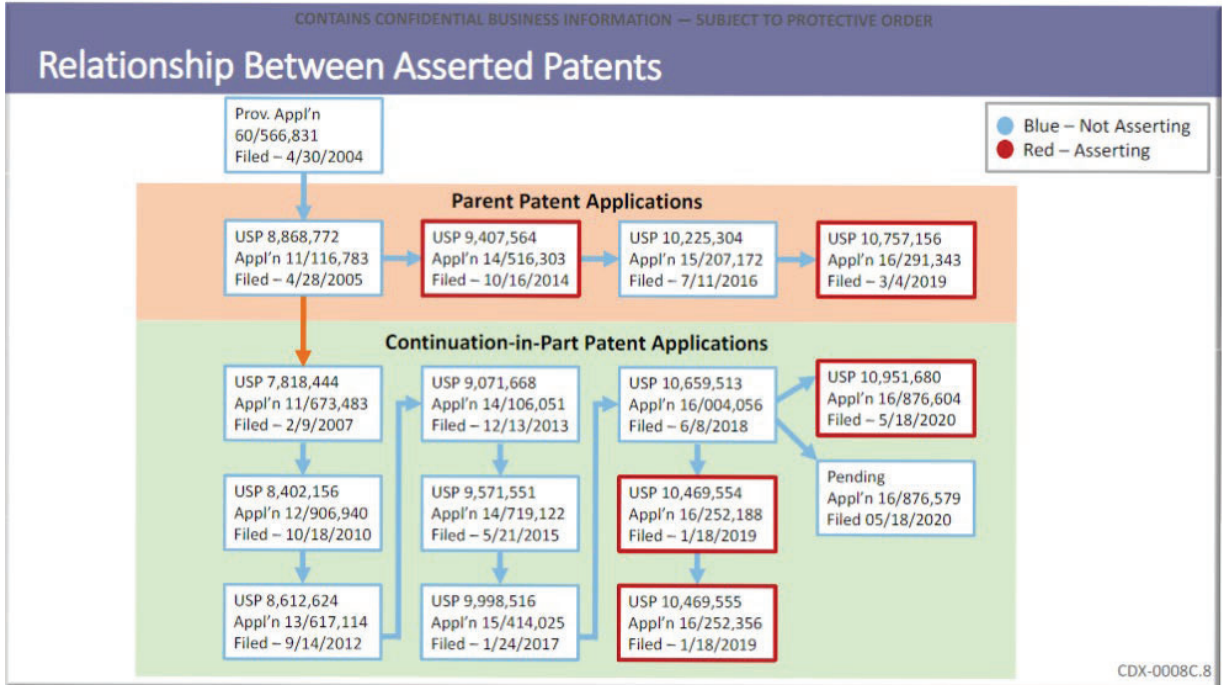 CONTAINS CONFIDENTIAL BUSINESS INFORMATION — SUBJECT TO PROTECTIVE ORDER
Relationship Between Asserted Patents
Prov. Appl'n
60/566,831
Filed – 4/30/2004
Blue – Not Asserting
Red – Asserting
Parent Patent Applications
USP 8,868,772
Appl'n 11/116,783
Filed – 4/28/2005
USP 9,407,564
Appl'n 14/516,303
Filed – 10/16/2014
USP 10,225,304
Appl'n 15/207,172
Filed – 7/11/2016
USP 10,757,156
Appl'n 16/291,343
Filed – 3/4/2019
Continuation-in-Part Patent Applications
USP 7,818,444
Appl'n 11/673,483
Filed – 2/9/2007
USP 9,071,668
Appl'n 14/106,051
Filed – 12/13/2013
USP 10,659,513
Appl'n 16/004,056
Filed – 6/8/2018
USP 10,951,680
Appl'n 16/876,604
Filed – 5/18/2020
USP 8,402,156
Appl'n 12/906,940
Filed – 10/18/2010
USP 9,571,551
Appl'n 14/719,122
Filed – 5/21/2015
USP 10,469,554
Appl'n 16/252,188
Filed – 1/18/2019
Pending
Appl'n 16/876,579
Filed 05/18/2020
USP 8,612,624
Appl'n 13/617,114
Filed – 9/14/2012
USP 9,998,516
Appl'n 15/414,025
Filed – 1/24/2017
USP 10,469,555
Appl'n 16/252,356
Filed – 1/18/2019
CDX-0008C.8